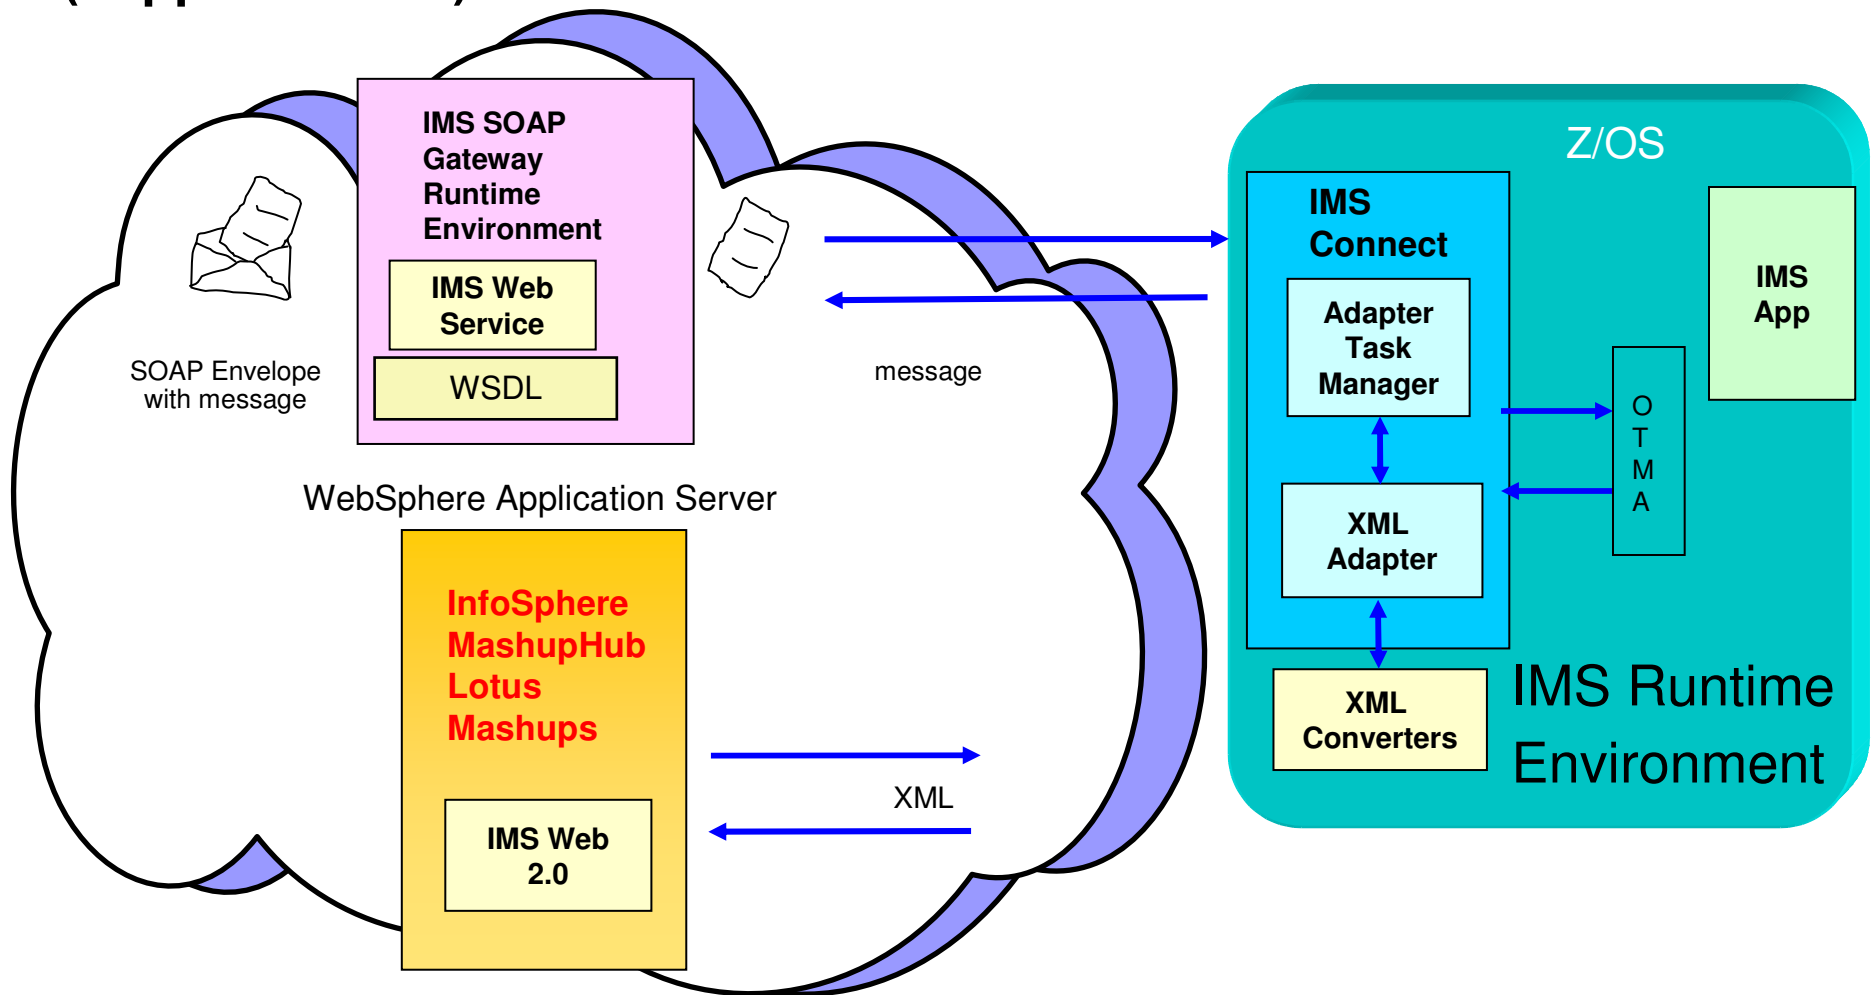 IMS SOAP
Gateway
Runtime
Environment
IMS Web
Service
WSDL
SOAP Envelope
with message
message
WebSphere Application Server
InfoSphere
MashupHub
Lotus
Mashups
IMS Web
2.0
XML
Z/OS
IMS
Connect
Adapter
Task
Manager
XML
Adapter
XML
Converters
O
T
M
A
IMS
App
IMS Runtime
Environment